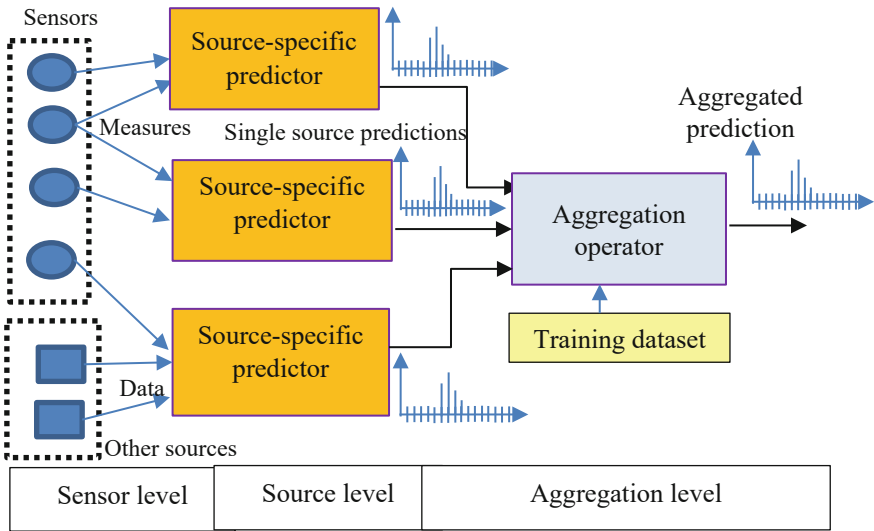 Sensors
Source-specific
predictor
Measures
Single source predictions
Aggregated
prediction
Source-specific
predictor
Aggregation
operator
Source-specific
predictor
Training dataset
Data
Other sources
Sensor level
Source level
Aggregation level